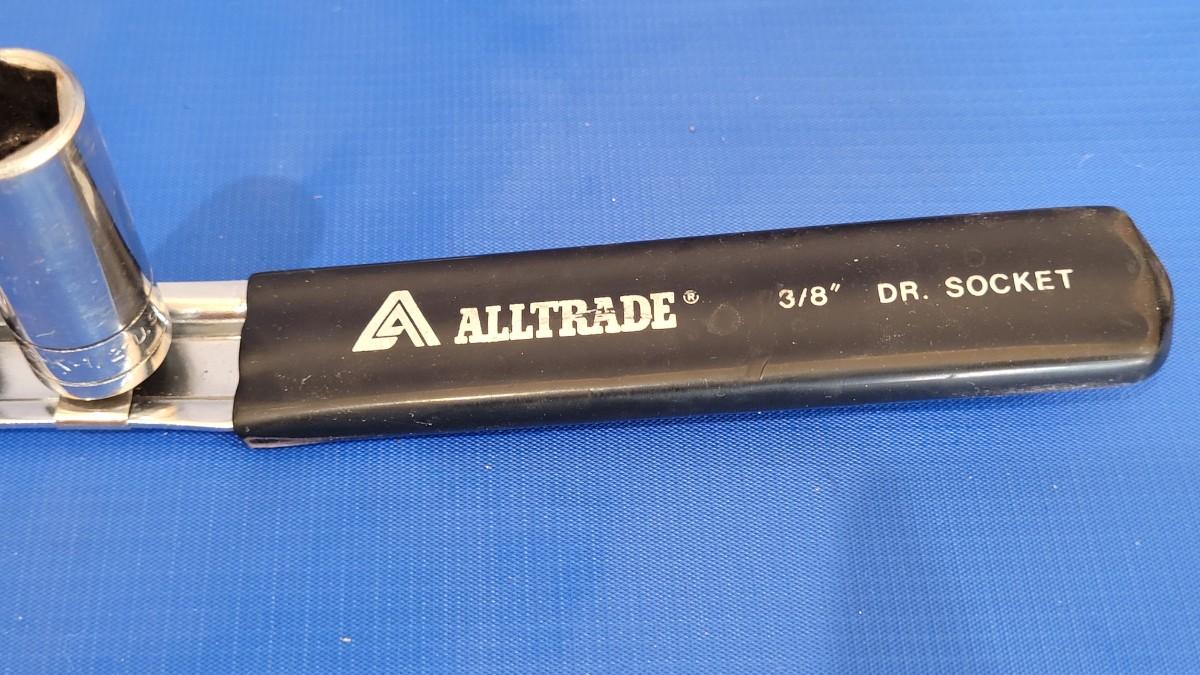 ALLTRADE® 3/8" DR. SOCKET